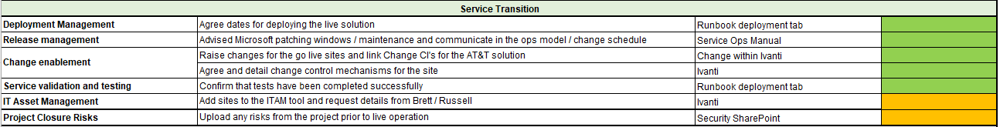 Service Transition
Deployment Management Agree dates for deploying the live solution Runbook deployment tab
Release management Advised Microsoft patching windows / maintenance and communicate in the ops model / change schedule Service Ops Manual
Change enablement Raise changes for the go live sites and link Change CI's for the AT&T solution Change within Ivanti
Agree and detail change control mechanisms for the site Ivanti
Service validation and testing Confirm that tests have been completed successfully Runbook deployment tab
IT Asset Management Add sites to the ITAM tool and request details from Brett / Russell Ivanti
Project Closure Risks Upload any risks from the project prior to live operation Security SharePoint